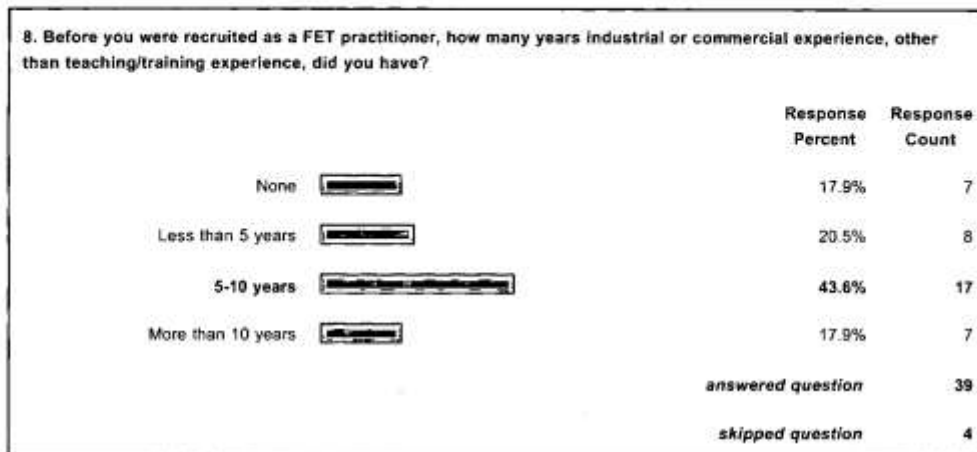 8. Before you were recruited as a FET practitioner, how many years industrial or commercial experience, other
than teaching/training experience, did you have?
Response Percent Response Count
None 17.9% 7
Less than 5 years 20.5% 8
5-10 years 43.6% 17
More than 10 years 17.9% 7
answered question 39
skipped question 4